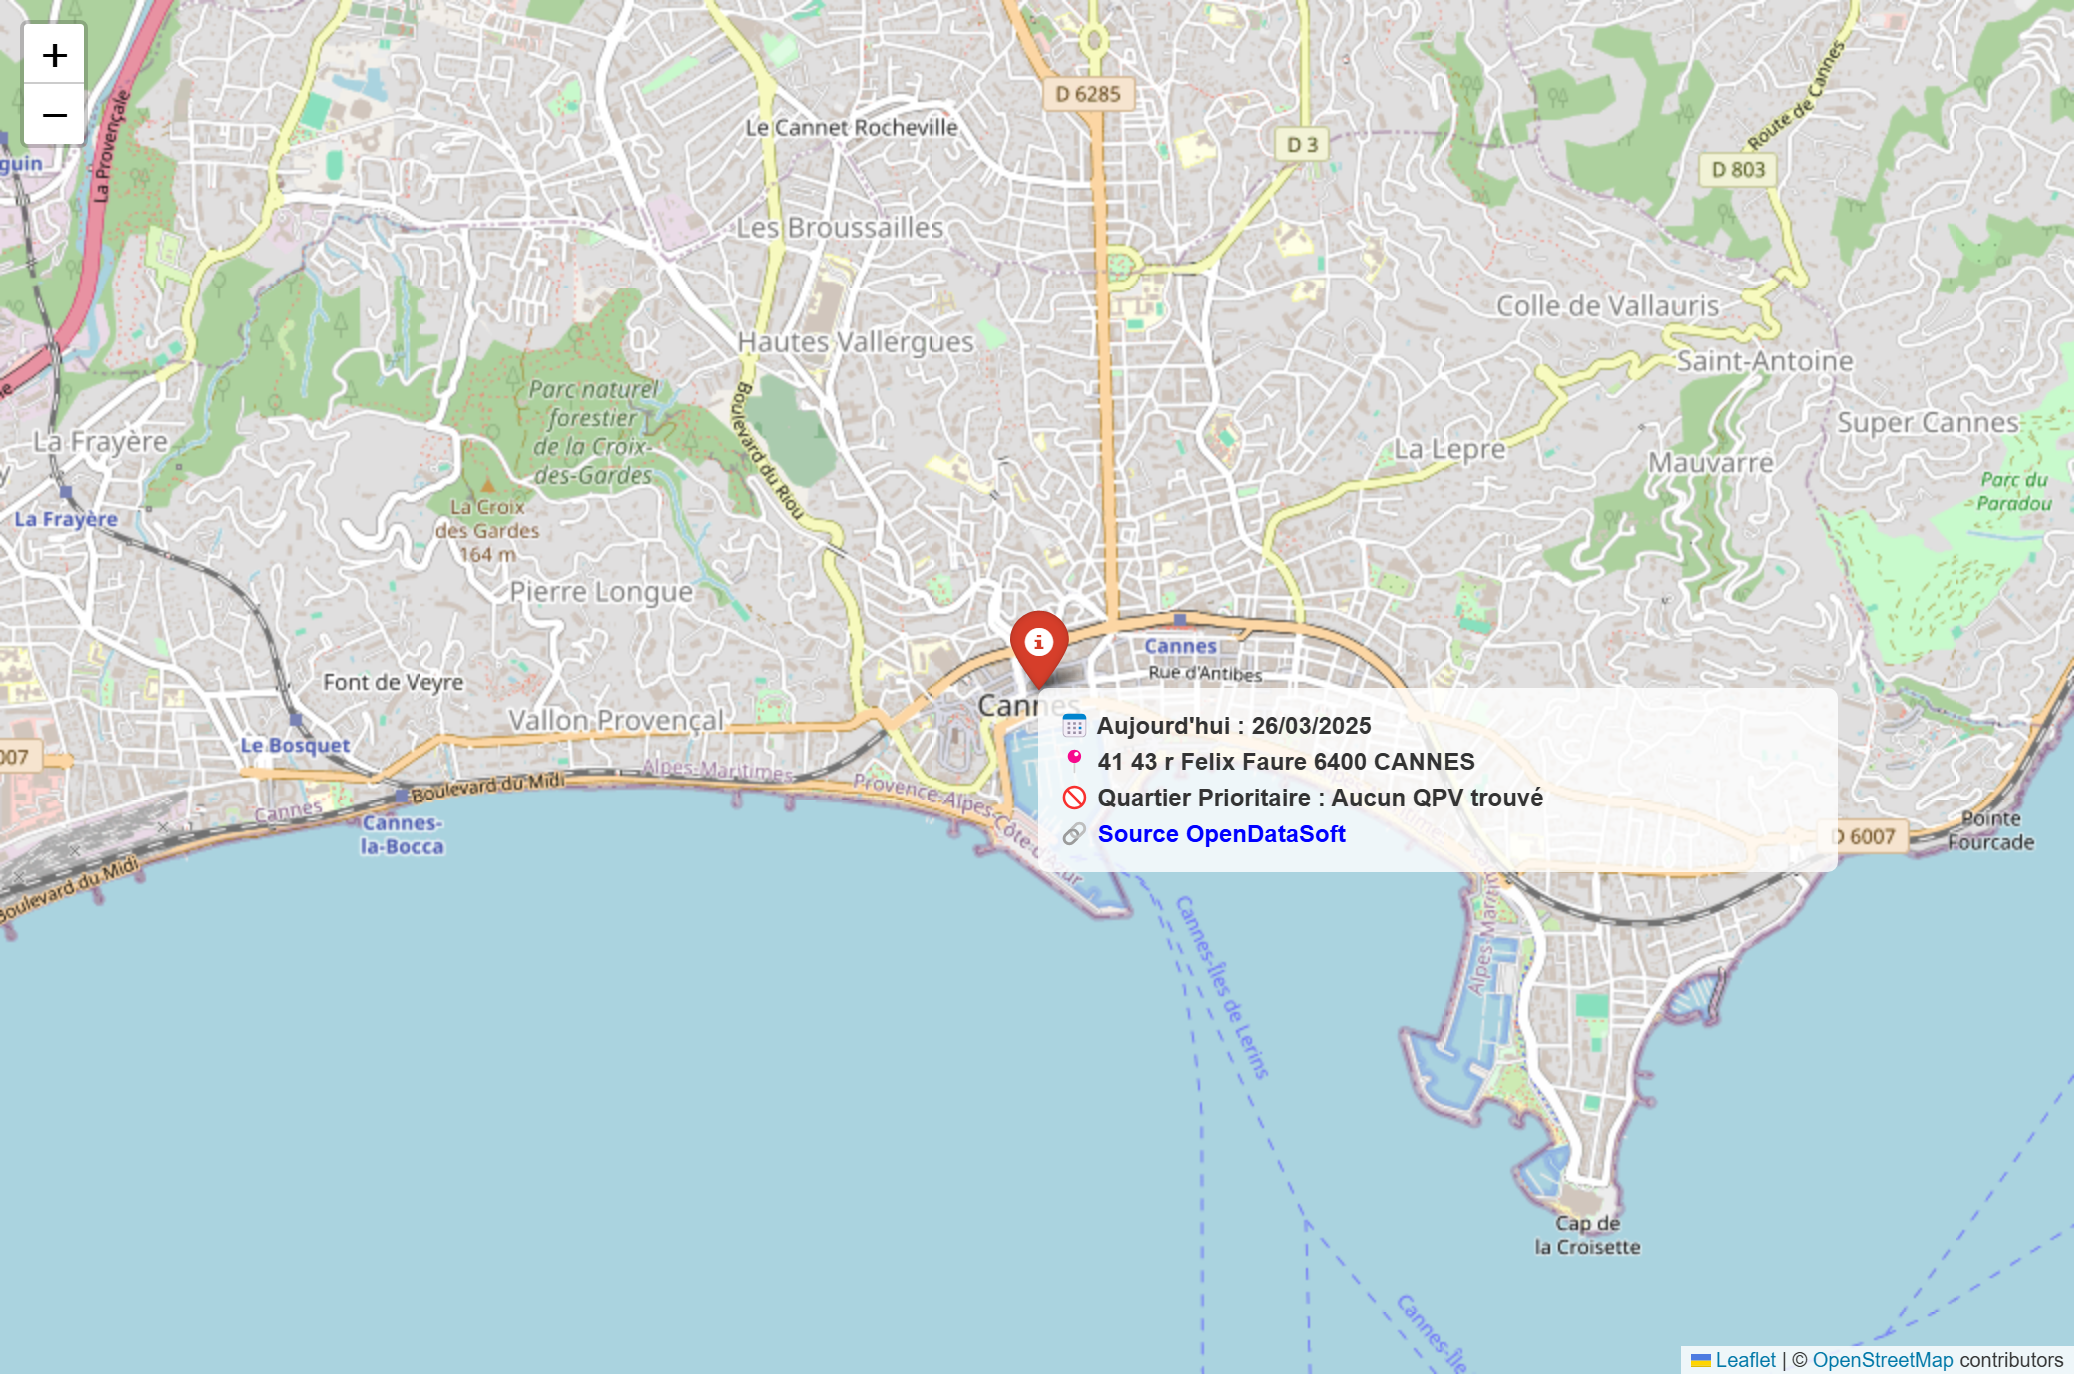 +
−
La Provençale
guin
D 6285
D 3
Route de Cannes
D 803
Le Cannet Rocheville
Les Broussailles
Hautes Vallergues
Colle de Vallauris
Saint-Antoine
Super Cannes
Parc naturel
forestier
de la Croix-
des-Gardes
Boulevard du Riou
La Frayère
La Lepre
Mauvarre
Parc du
Paradou
La Frayère
La Croix
des Gardes
164 m
Pierre Longue
Cannes
Rue d'Antibes
Font de Veyre
Cannes
Vallon Provençal
Le Bosquet
007
Aujourd'hui : 26/03/2025
41 43 r Felix Faure 6400 CANNES
Quartier Prioritaire : Aucun QPV trouvé
Source OpenDataSoft
Alpes-Maritimes
Boulevard du Midi
Provence-Alpes-Côte-d'Azur
Cannes
Cannes-
la-Bocca
Boulevard du Midi
D 6007
Pointe
Fourcade
Alpes-Marit
Cannes-Îles de Lerins
Cap de
la Croisette
Cannes-Île
Leaflet | © OpenStreetMap contributors